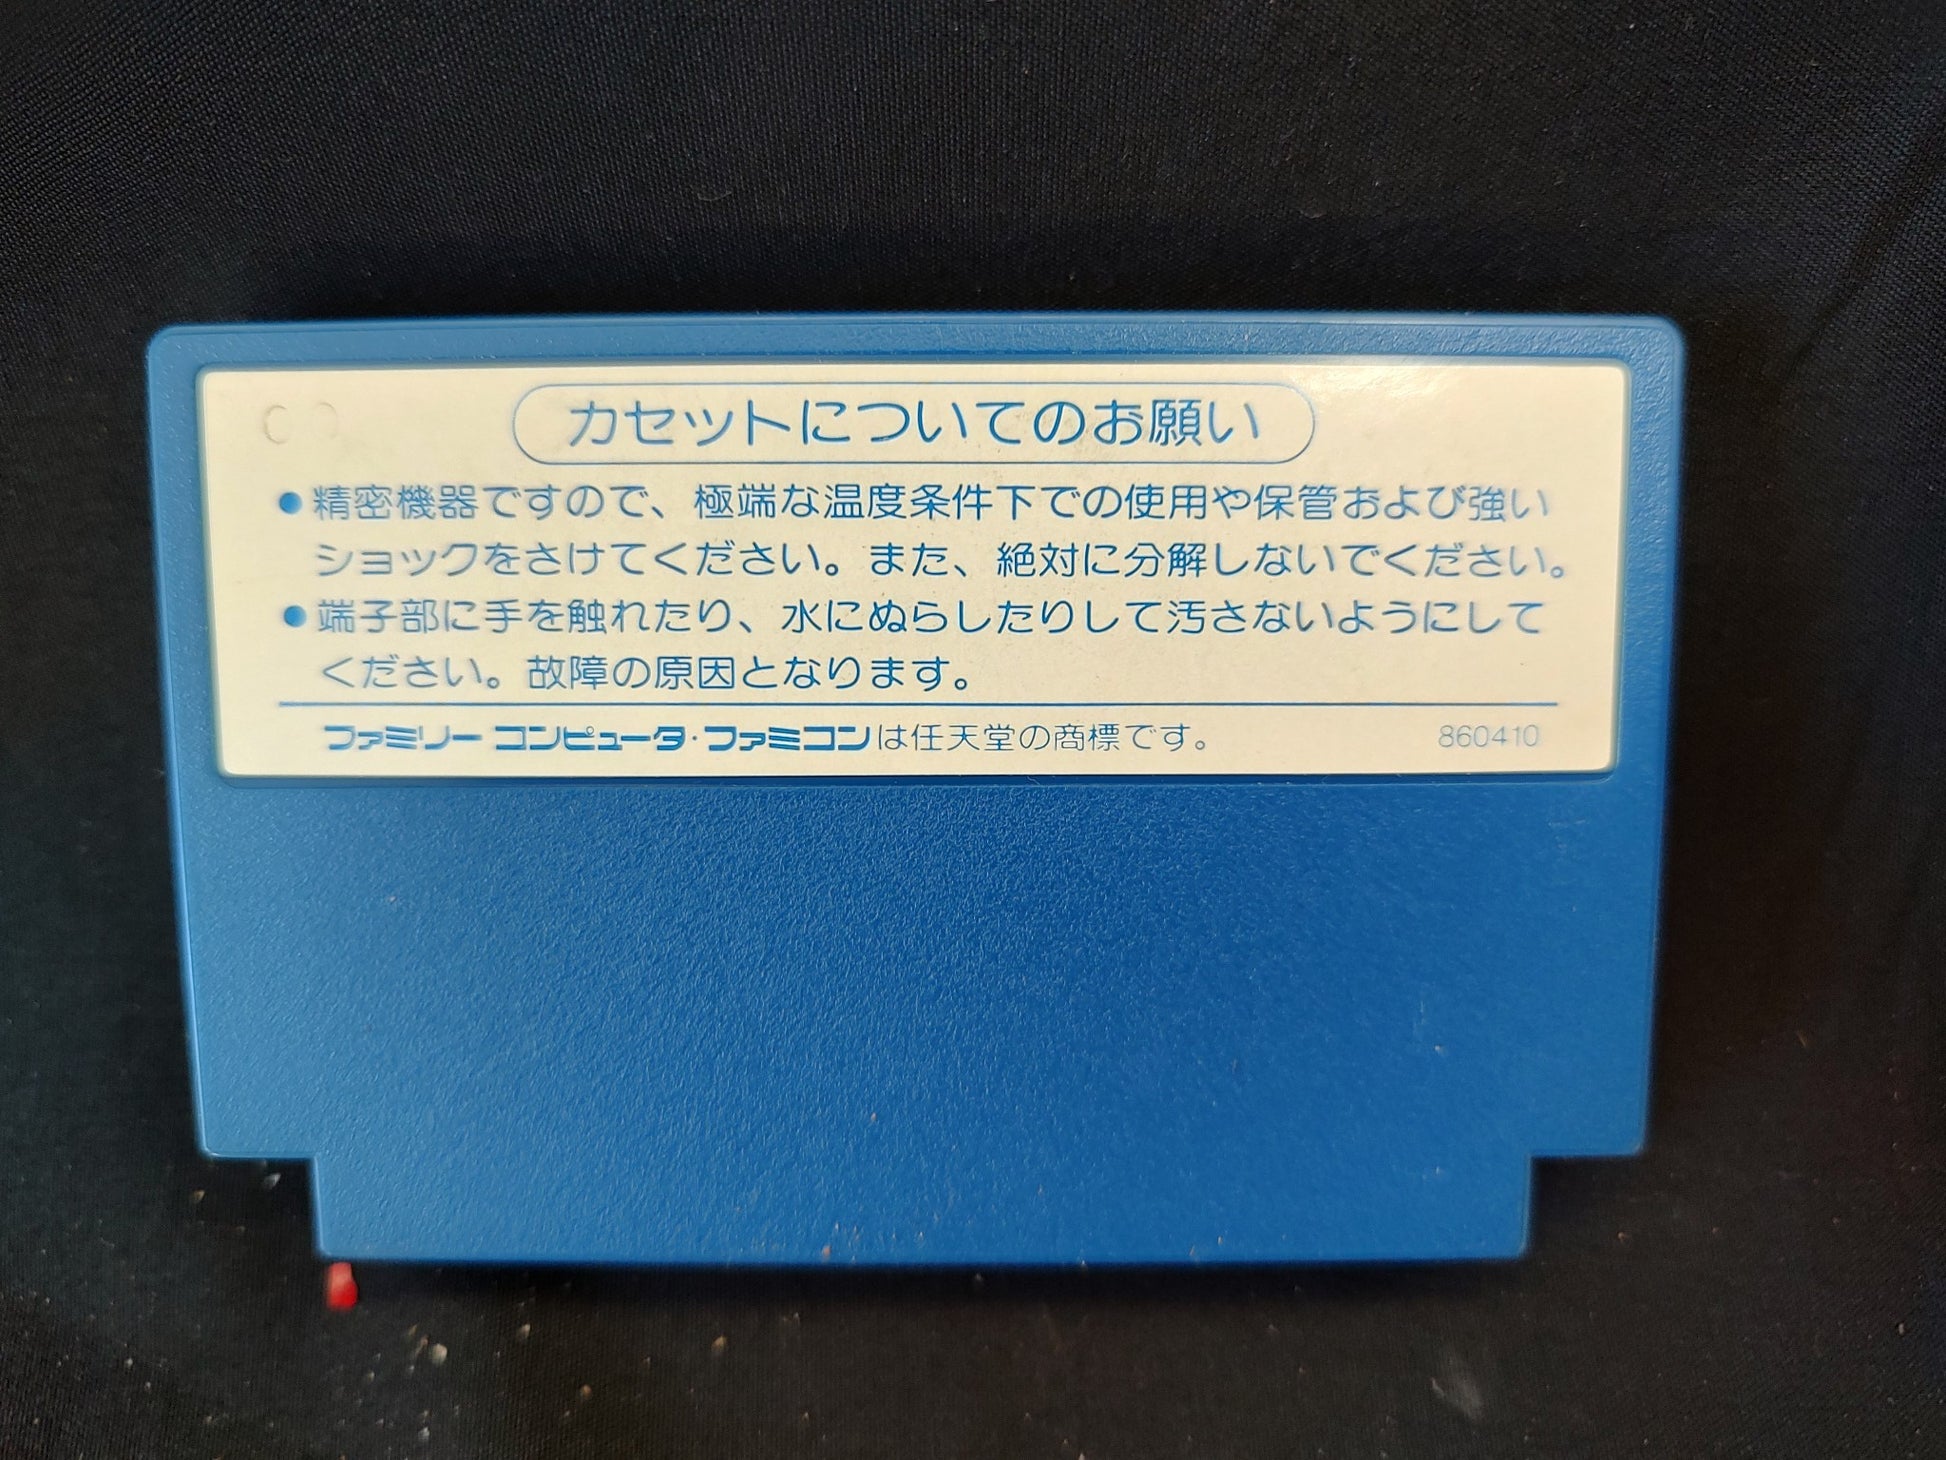 カセットについてのお願い
●精密機器ですので、極端な温度条件下での使用や保管および強い
ショックをさけてください。また、絶対に分解しないでください。
●端子部に手を触れたり、水にぬらしたりして汚さないようにして
ください。故障の原因となります。
ファミリー コンピュータ・ファミコンは任天堂の商標です。 860410